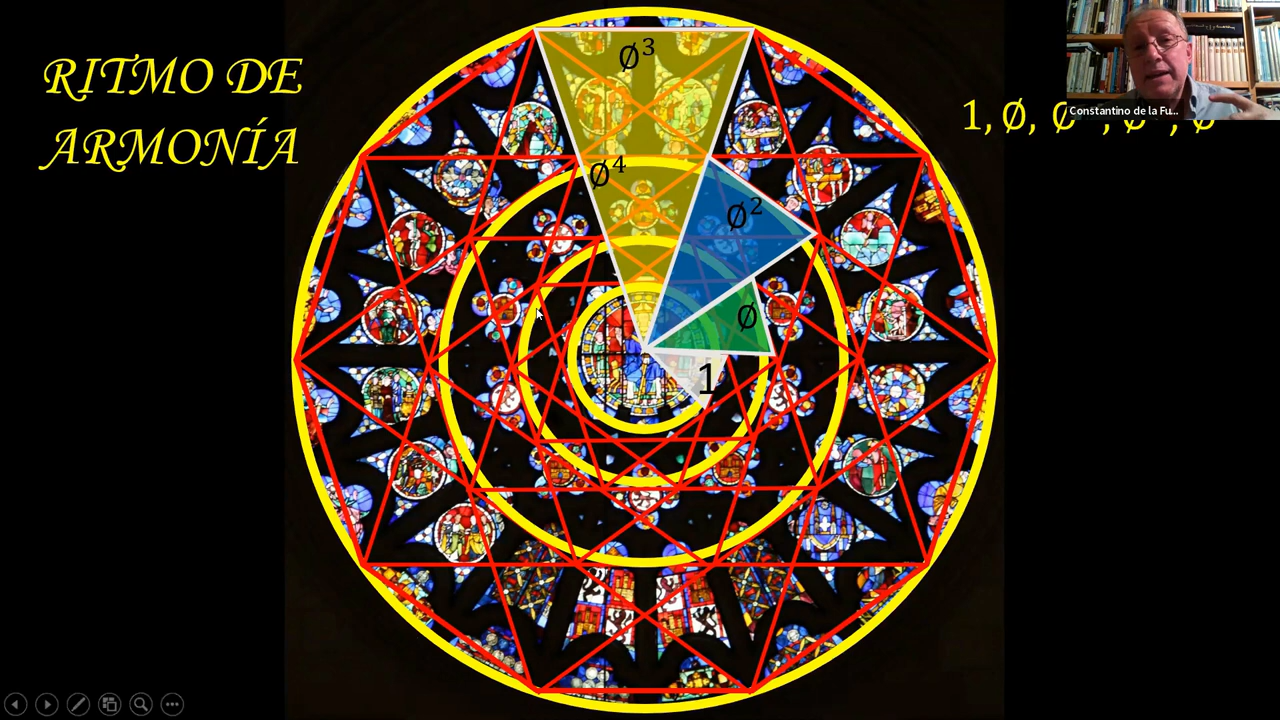 RITMO DE
ARMONÍA
Ø³
Ø⁴
Ø²
Ø
1
1, Ø,
Constantino de la Fu...